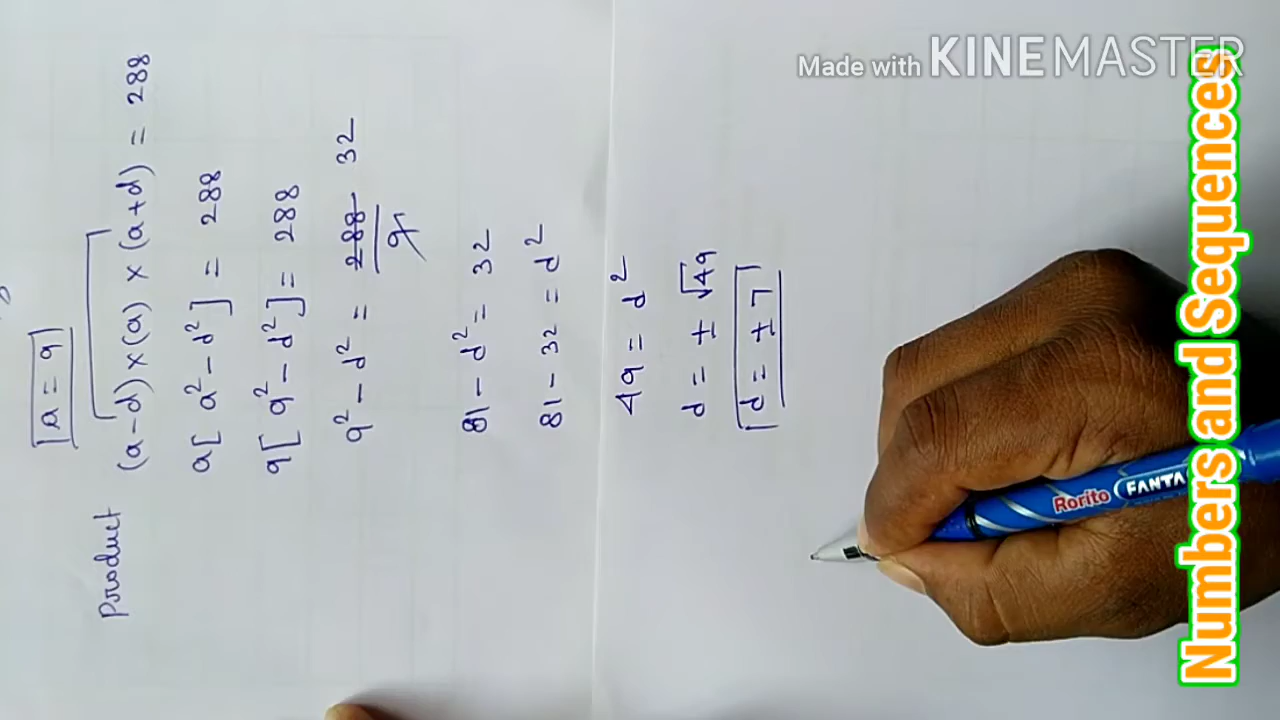 a = 9
Product (a-d)×(a)×(a+d) = 288
a[a²-d²] = 288
9[9²-d²] = 288
9²-d² = 288/9 32
81-d² = 32
81-32 = d²
49 = d²
d = ±√49
d = ±7
Made with KINEMASTER
Numbers and Sequences
Rorito FANTA